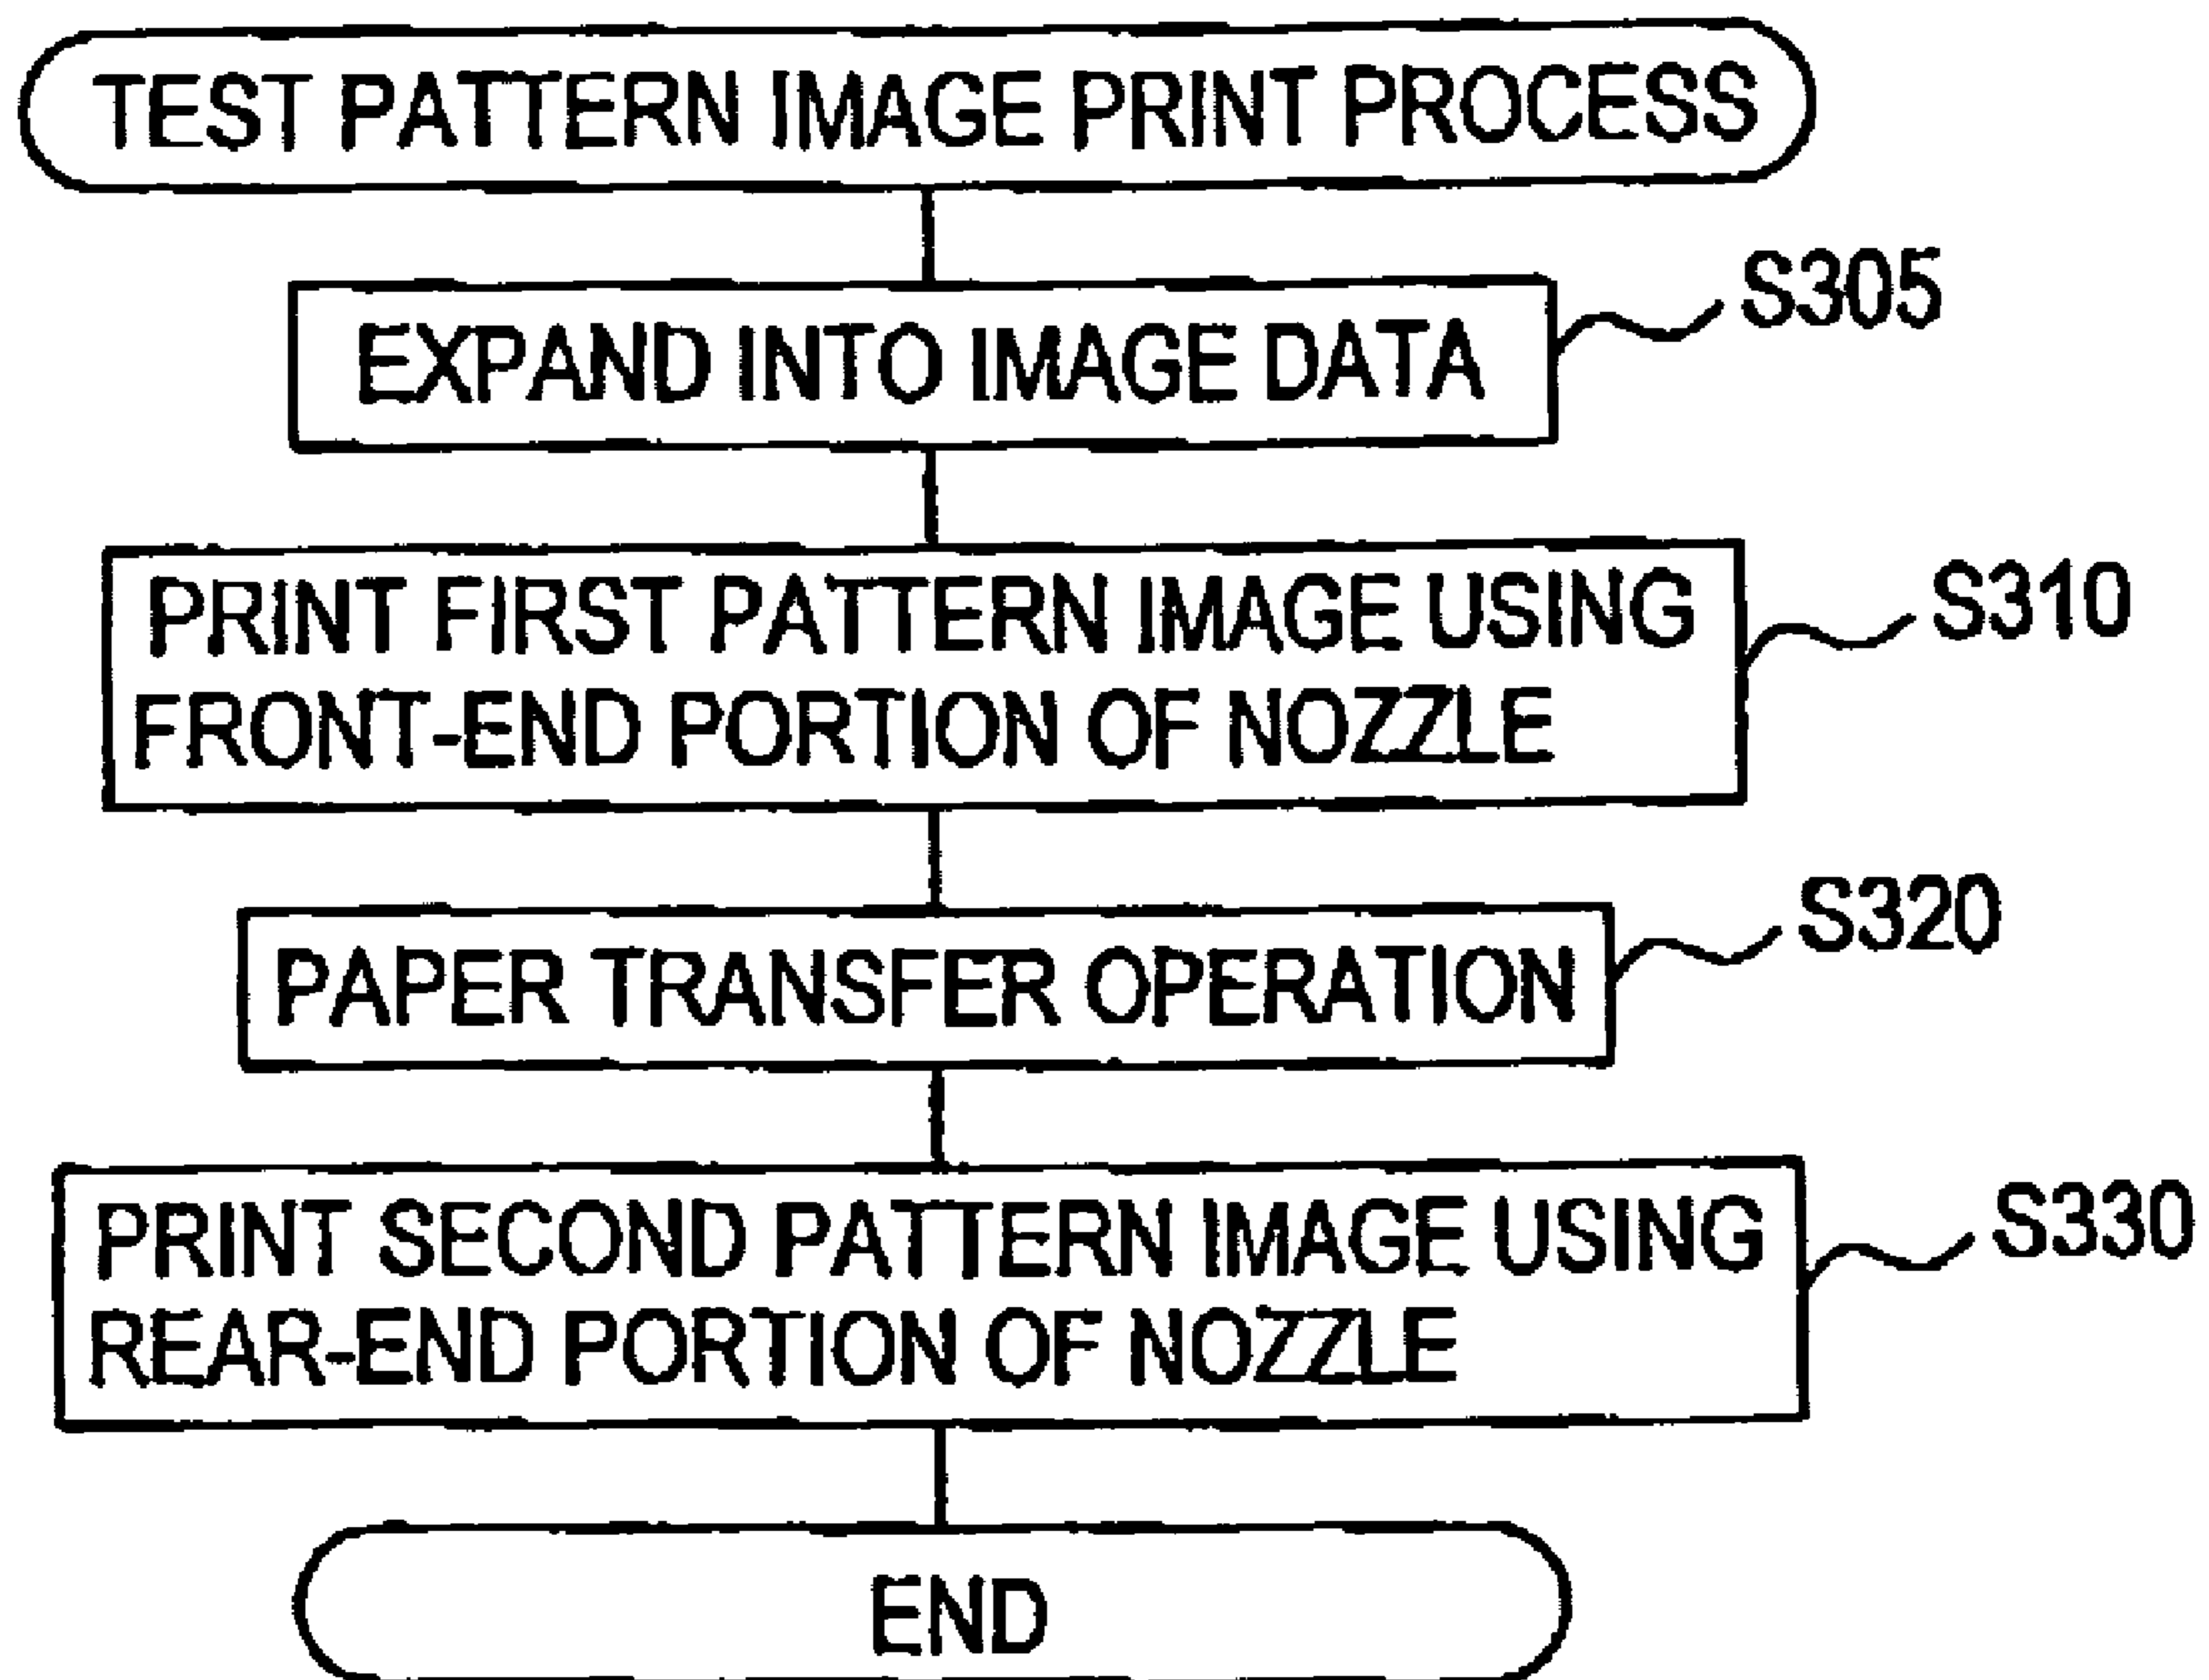 TEST PATTERN IMAGE PRINT PROCESS
S305
EXPAND INTO IMAGE DATA
S310
PRINT FIRST PATTERN IMAGE USING
FRONT-END PORTION OF NOZZLE
S320
PAPER TRANSFER OPERATION
S330
PRINT SECOND PATTERN IMAGE USING
REAR-END PORTION OF NOZZLE
END